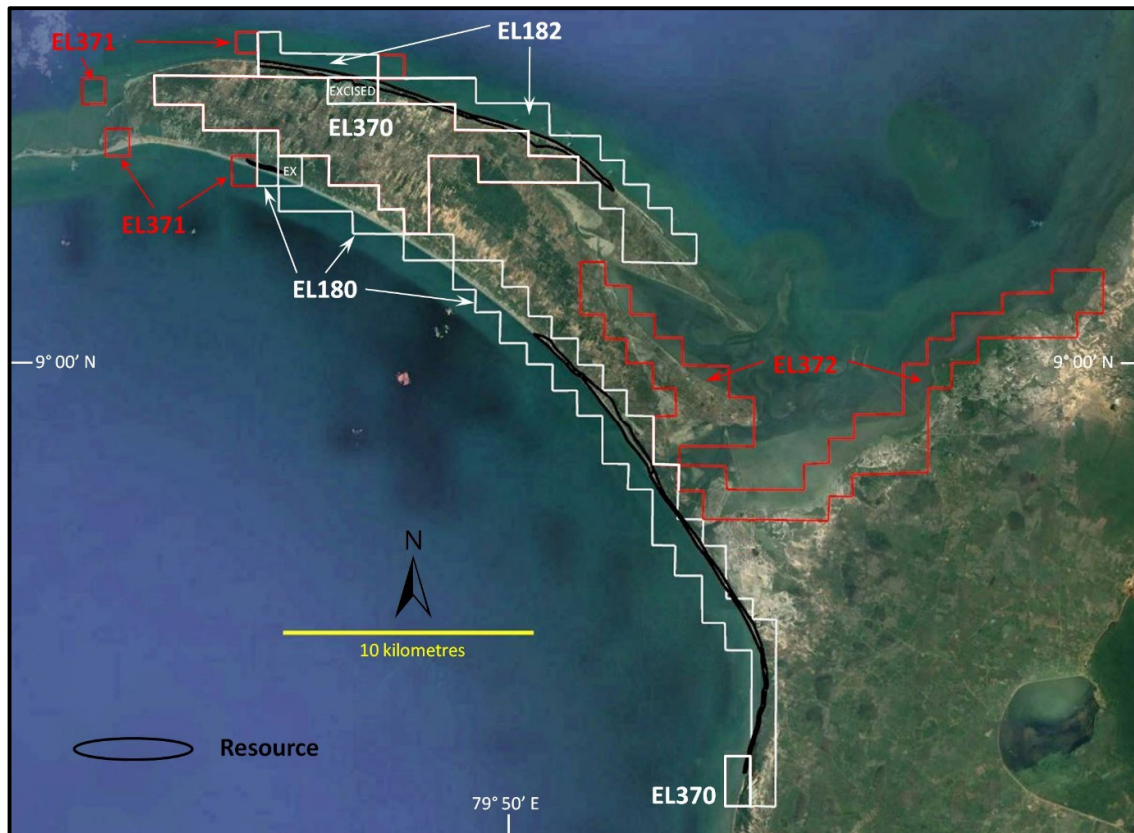 EL371
EL182
EXCISED
EL370
EX
EL371
EL180
9° 00’ N
9° 00’ N
EL372
N
10 kilometres
Resource
EL370
79° 50’ E